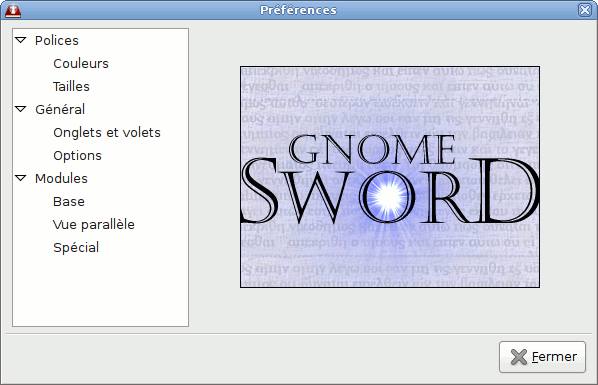 Préférences
Polices
Couleurs
Tailles
Général
Onglets et volets
Options
Modules
Base
Vue parallèle
Spécial
GNOME
SWORD
Fermer